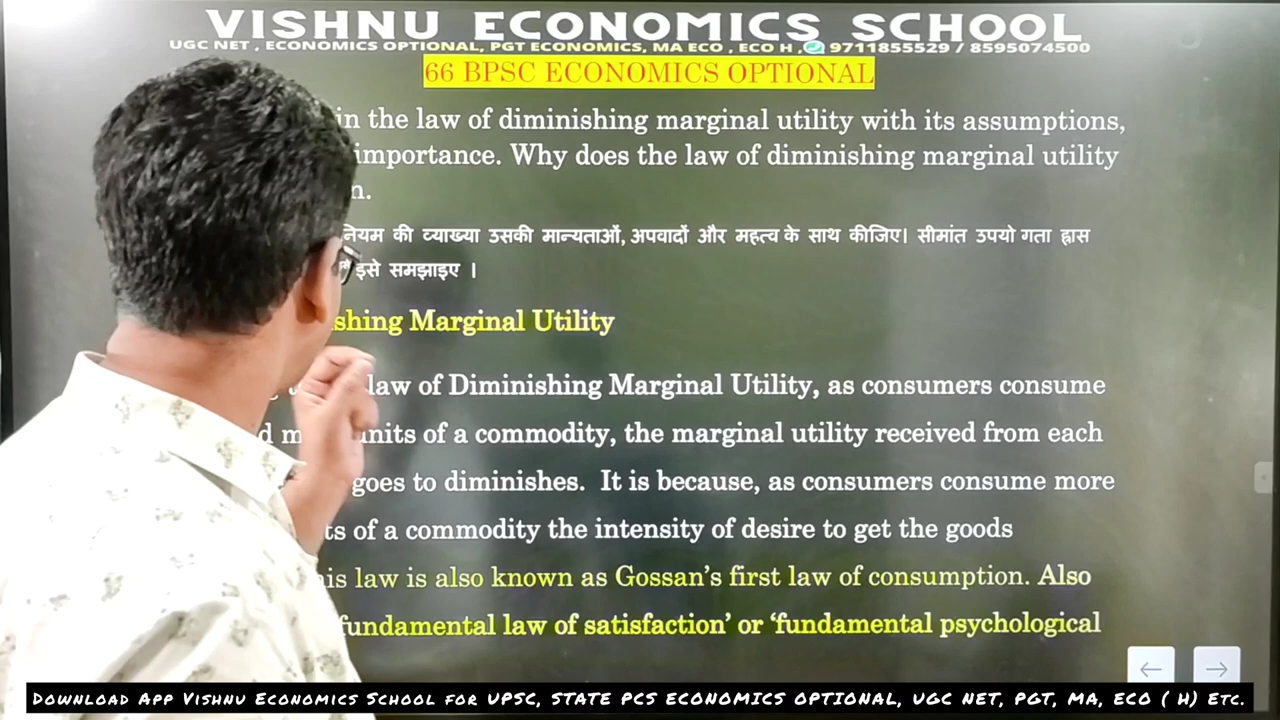 VISHNU ECONOMICS SCHOOL
UGC NET , ECONOMICS OPTIONAL, PGT ECONOMICS, MA ECO , ECO H , 9711855529 / 8595074500
66 BPSC ECONOMICS OPTIONAL
in the law of diminishing marginal utility with its assumptions,
importance. Why does the law of diminishing marginal utility
n.
नियम की व्याख्या उसकी मान्यताओं, अपवादों और महत्व के साथ कीजिए। सीमांत उपयो गता ह्रास
इसे समझाइए ।
shing Marginal Utility
law of Diminishing Marginal Utility, as consumers consume
d m nits of a commodity, the marginal utility received from each
goes to diminishes. It is because, as consumers consume more
ts of a commodity the intensity of desire to get the goods
is law is also known as Gossan's first law of consumption. Also
fundamental law of satisfaction' or 'fundamental psychological
DOWNLOAD APP VISHNU ECONOMICS SCHOOL FOR UPSC, STATE PCS ECONOMICS OPTIONAL, UGC NET, PGT, MA, ECO ( H) ETC.